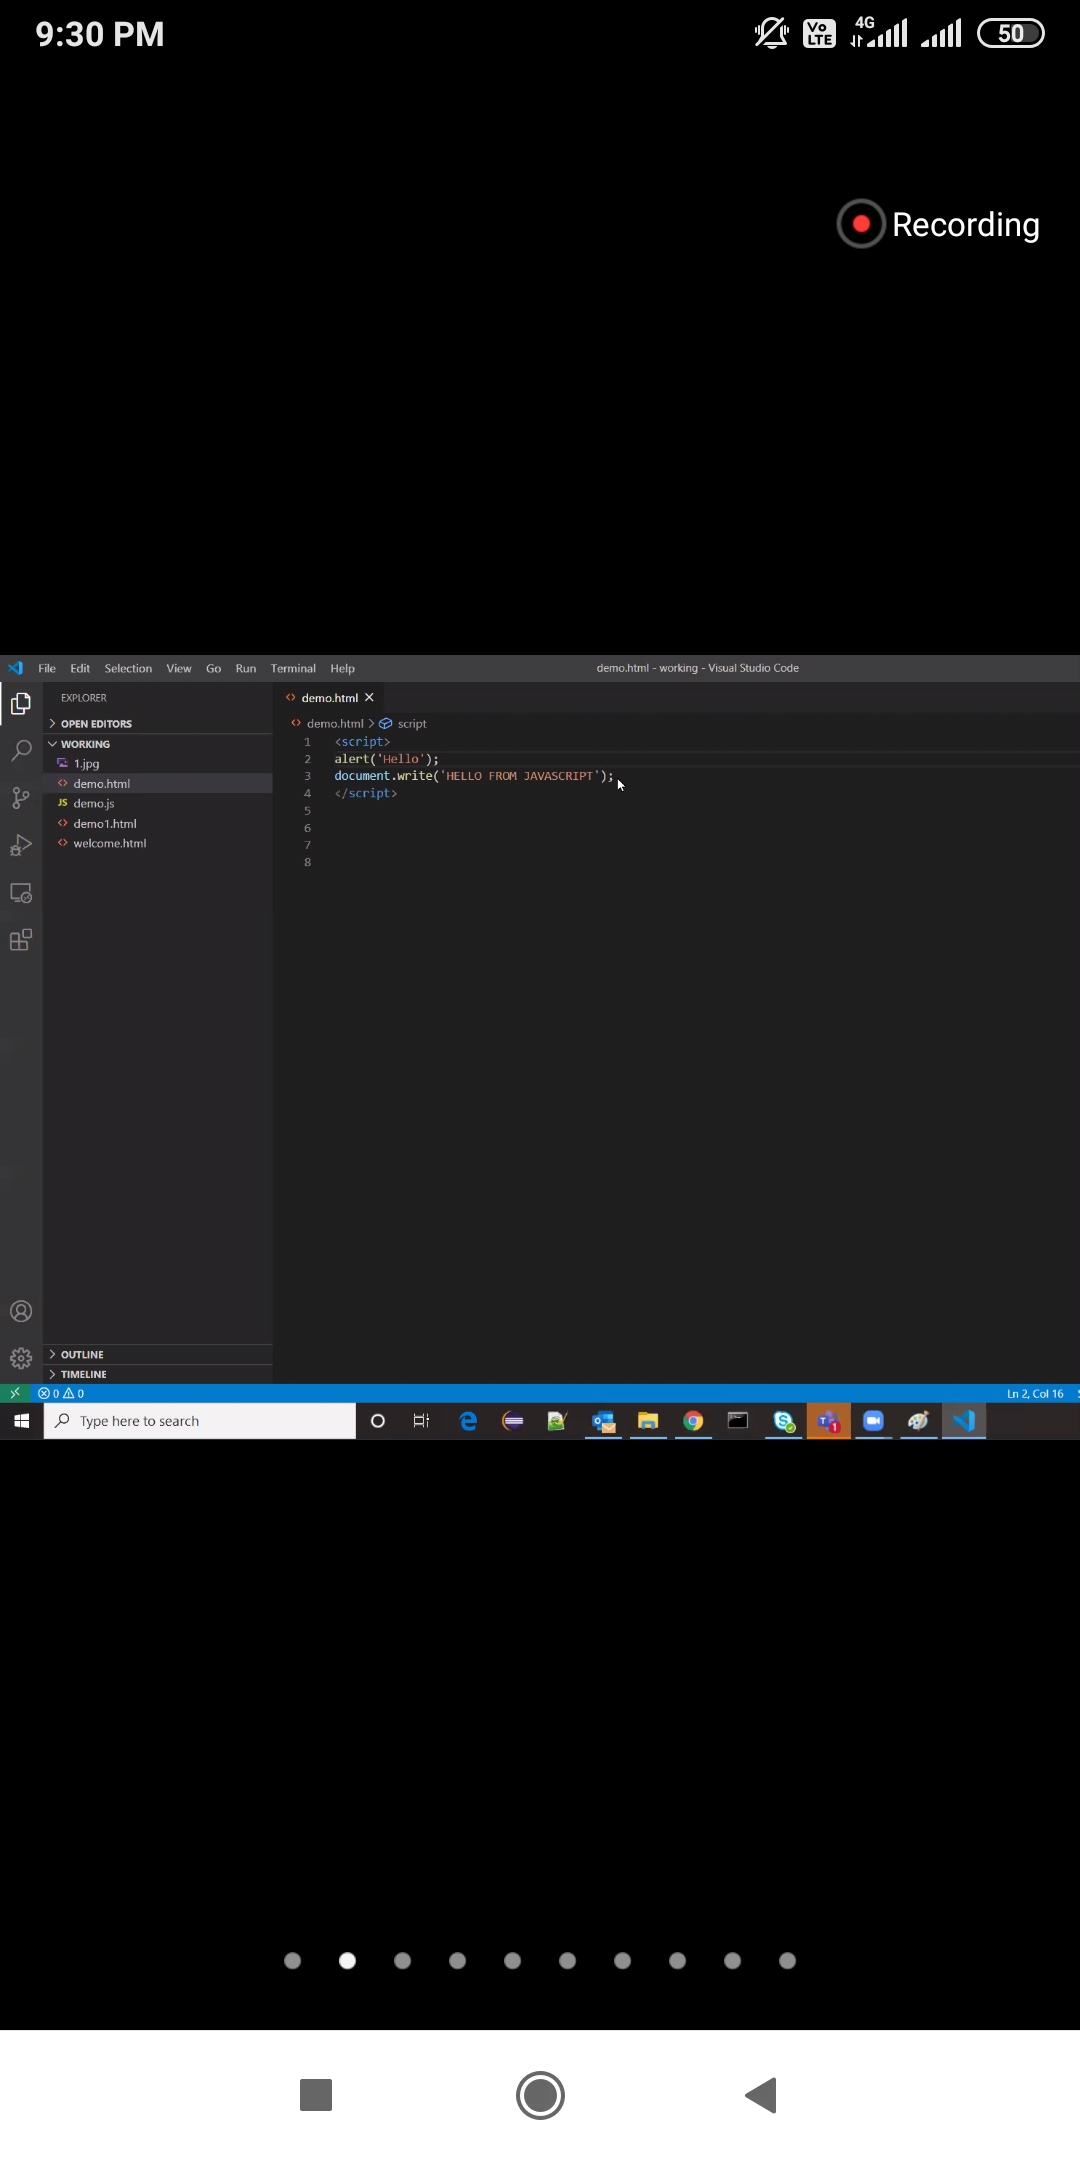 9:30 PM
Vo LTE 4G 50
Recording
File Edit Selection View Go Run Terminal Help demo.html - working - Visual Studio Code
EXPLORER
demo.html
OPEN EDITORS
demo.html > script
WORKING
1.jpg
demo.html
JS demo.js
demo1.html
welcome.html
1 <script>
2 alert('Hello');
3 document.write('HELLO FROM JAVASCRIPT');
4 </script>
5
6
7
8
OUTLINE
TIMELINE
0 0 Ln 2, Col 16
Type here to search
1